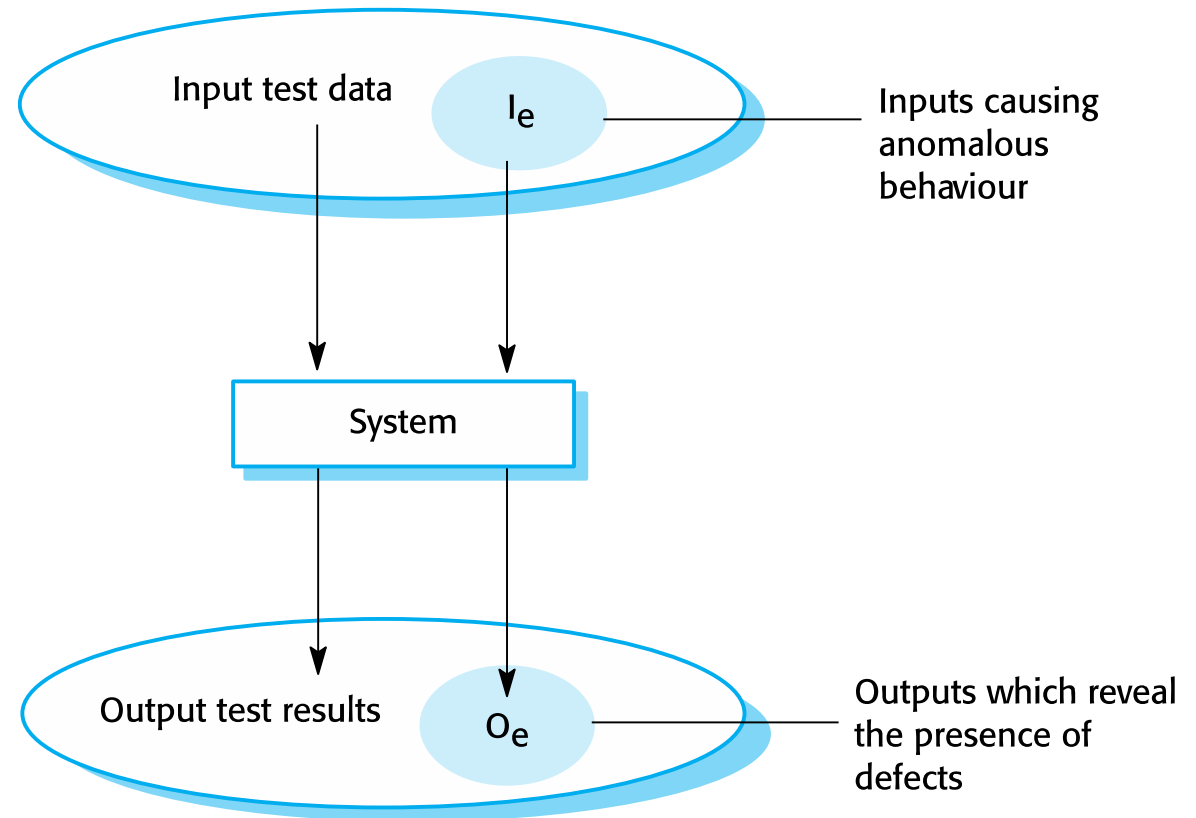 Input test data
Ie
Inputs causing
anomalous
behaviour
System
Output test results
Oe
Outputs which reveal
the presence of
defects